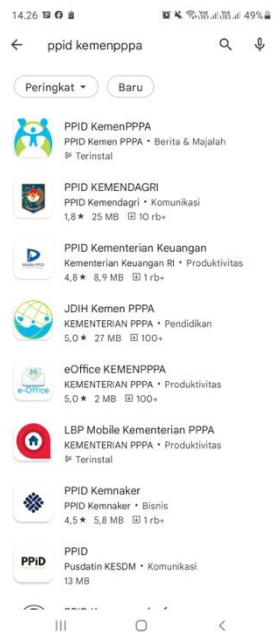 14.26 49%
ppid kemenpppa
Peringkat Baru
PPID KemenPPPA
PPID Kemen PPPA • Berita & Majalah
Terinstal
PPID KEMENDAGRI
PPID Kemendagri • Komunikasi
1,8★ 25 MB 10 rb+
PPID Kementerian Keuangan
Kementerian Keuangan RI • Produktivitas
4,8★ 8,9 MB 1 rb+
JDIH Kemen PPPA
KEMENTERIAN PPPA • Pendidikan
5,0★ 27 MB 100+
eOffice KEMENPPPA
KEMENTERIAN PPPA • Produktivitas
5,0★ 2 MB 100+
e-Office
LBP Mobile Kementerian PPPA
KEMENTERIAN PPPA • Produktivitas
Terinstal
PPID Kemnaker
PPID Kemnaker • Bisnis
4,5★ 5,8 MB 1 rb+
PPiD
PPID
Pusdatin KESDM • Komunikasi
13 MB